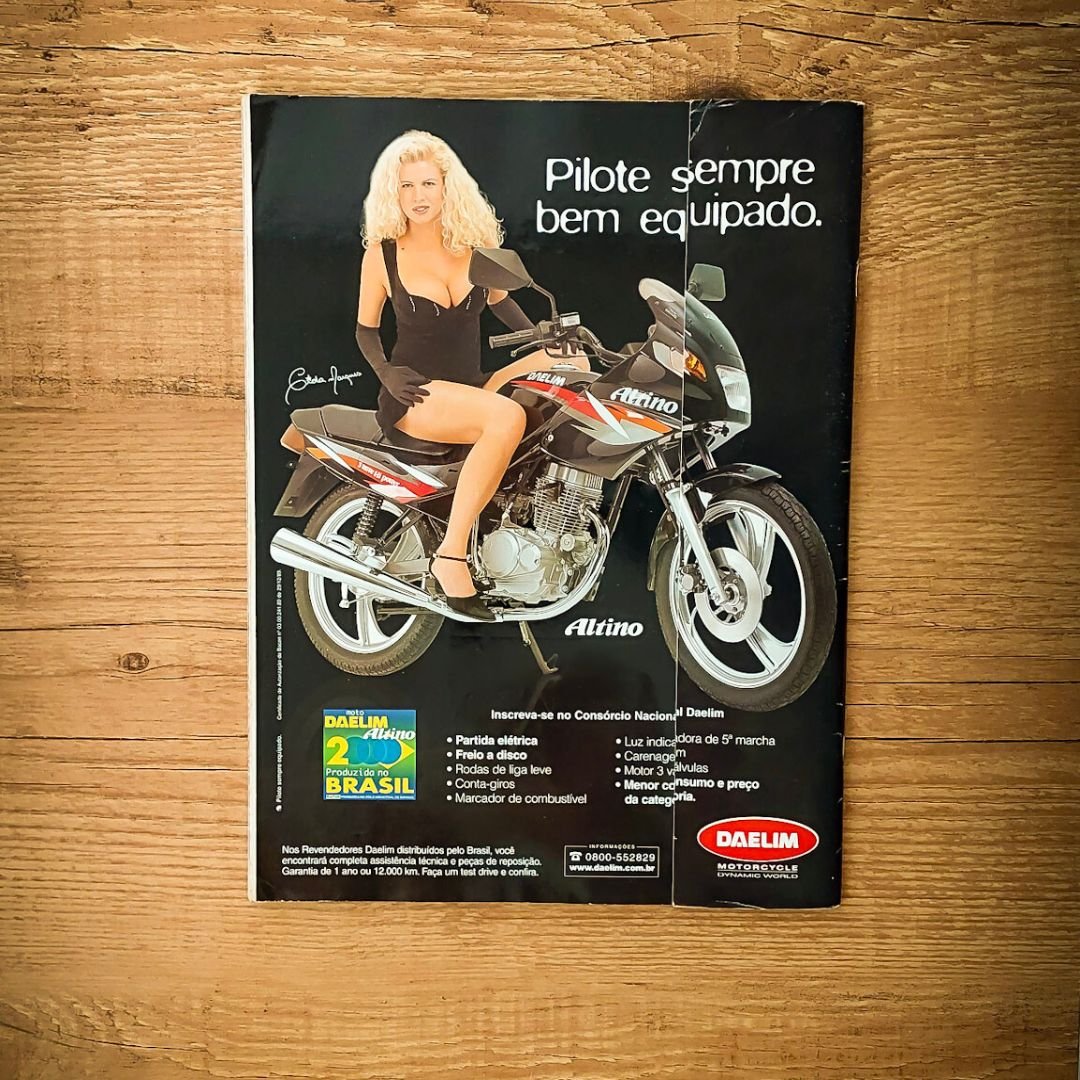 Pilote sempre
bem equipado.
DAELIM
Altino
Altino
Inscreva-se no Consórcio Nacional Daelim
moto
DAELIM
Altino
2000
Produzida no
BRASIL
• Partida elétrica
• Freio a disco
• Rodas de liga leve
• Conta-giros
• Marcador de combustível
• Luz indicadora de 5ª marcha
• Carenagem
• Motor 3 válvulas
• Menor consumo e preço
da categoria.
Pilote sempre equipado.
Nos Revendedores Daelim distribuídos pelo Brasil, você
encontrará completa assistência técnica e peças de reposição.
Garantia de 1 ano ou 12.000 km. Faça um test drive e confira.
INFORMAÇÕES
0800-552829
www.daelim.com.br
DAELIM
MOTORCYCLE
DYNAMIC WORLD